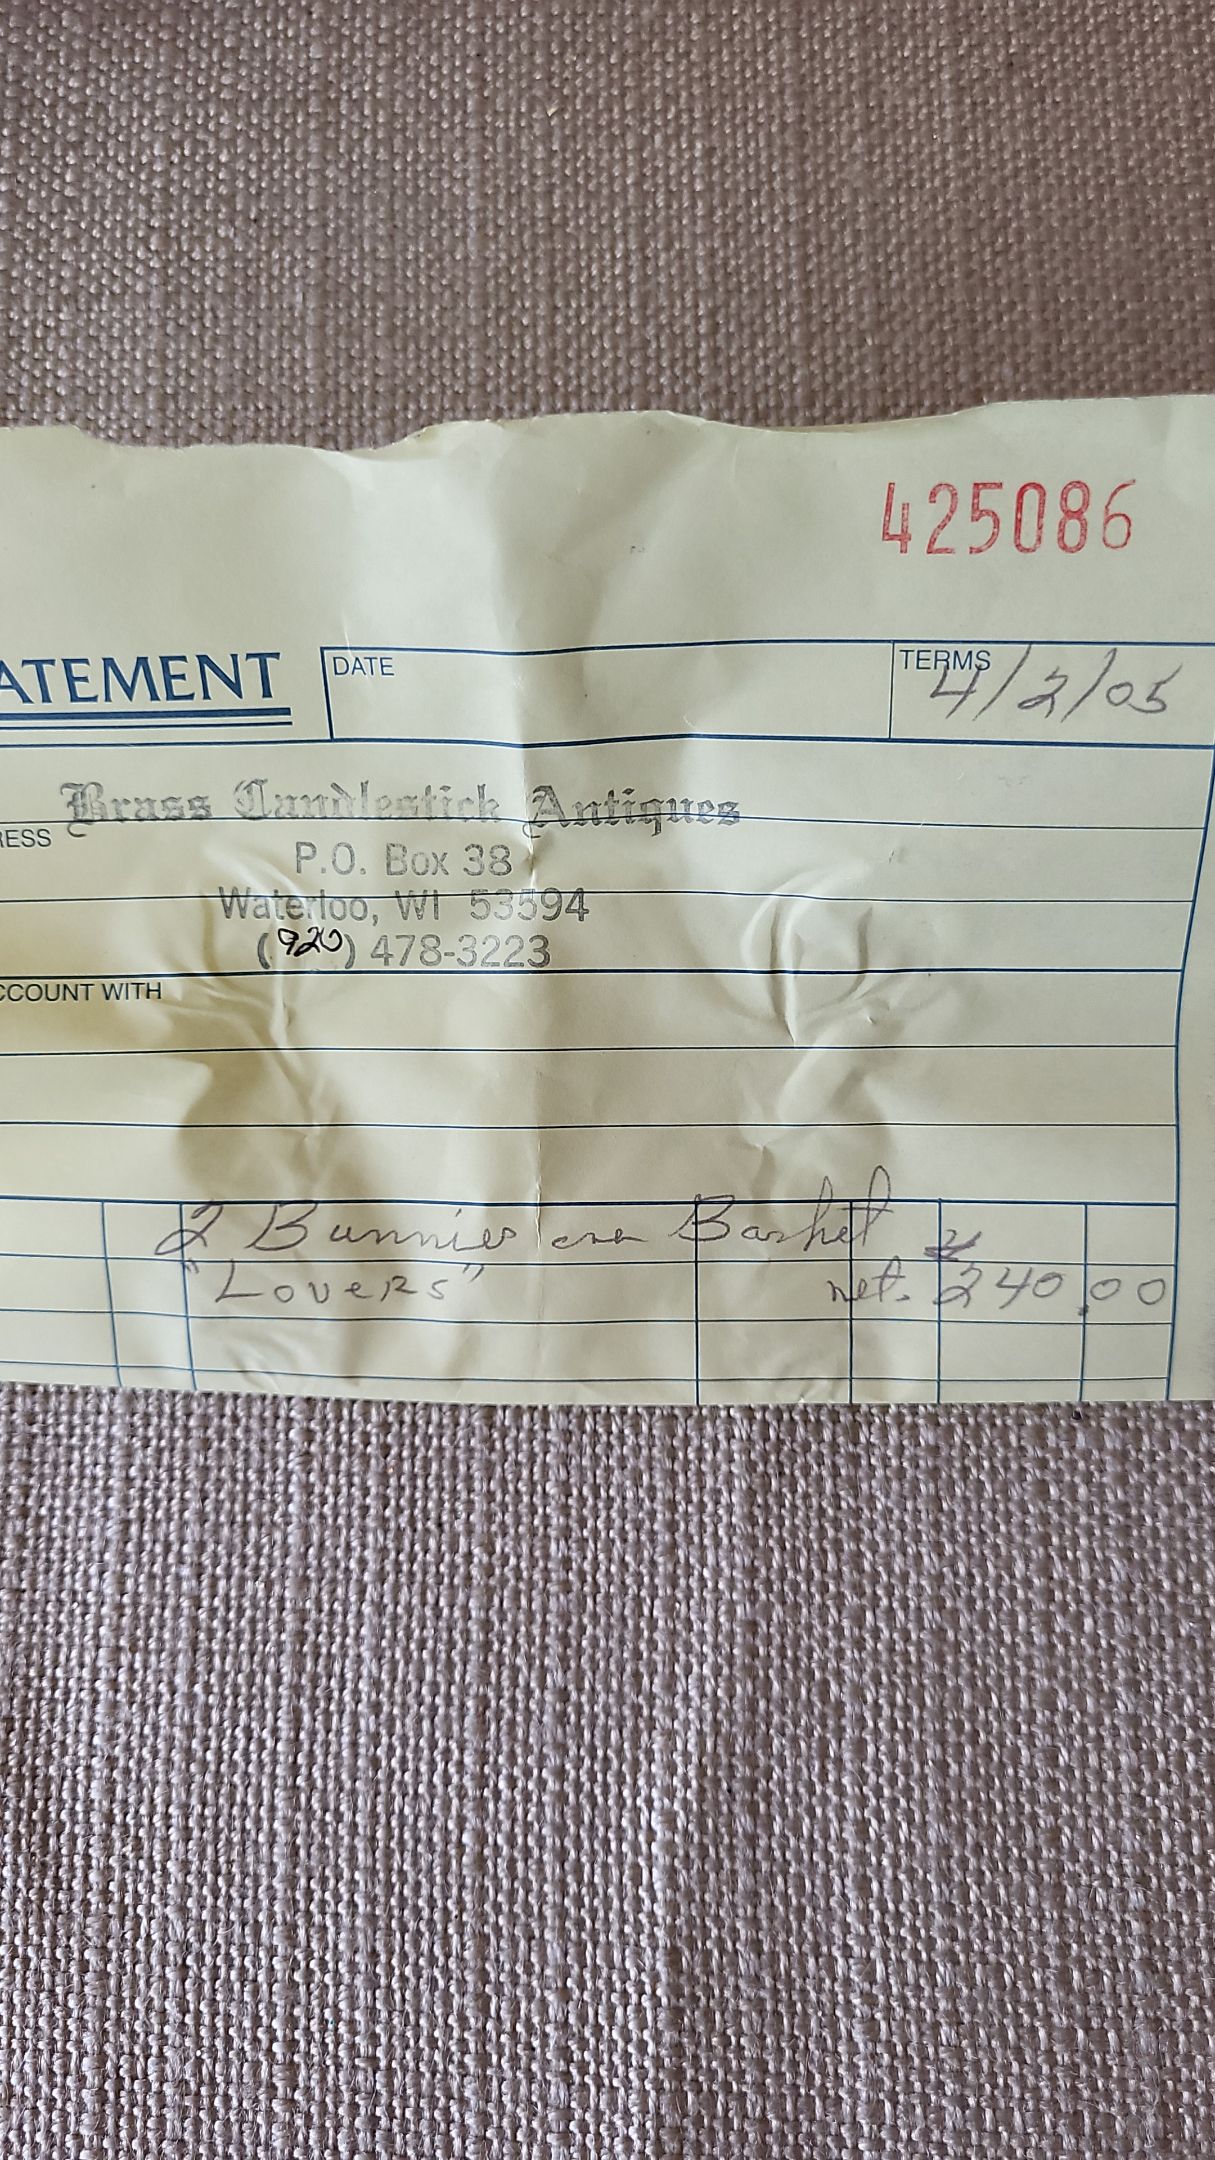 425086
ATEMENT
DATE
TERMS
4/2/05
Brass Candlestick Antiques
RESS
P.O. Box 38
Waterloo, WI 53594
(920) 478-3223
CCOUNT WITH
2 Bunnies on Basket
"Lovers" net. 240.00